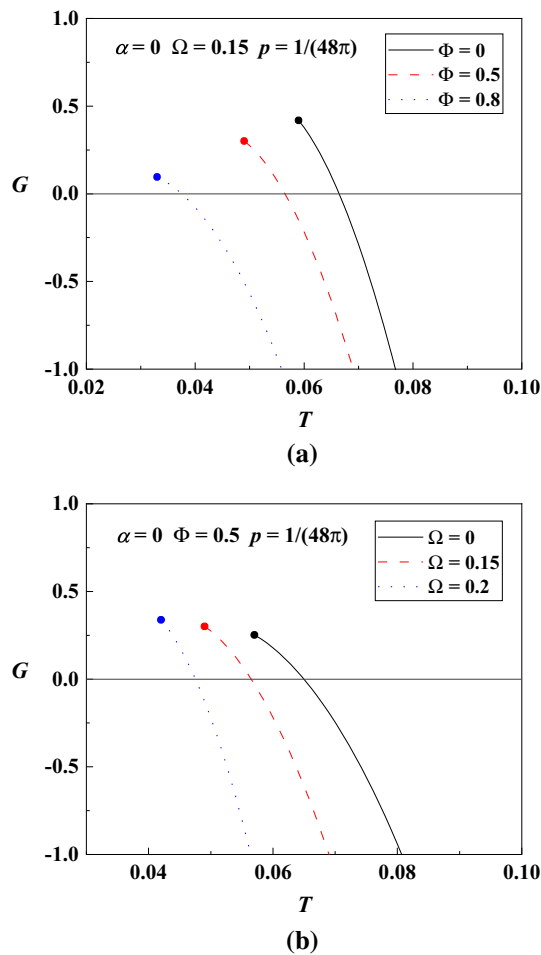 1.0
α = 0 Ω = 0.15 p = 1/(48π)
Φ = 0
Φ = 0.5
Φ = 0.8
0.5
G
0.0
-0.5
-1.0
0.02 0.04 0.06 0.08 0.10
T
(a)
1.0
α = 0 Φ = 0.5 p = 1/(48π)
Ω = 0
Ω = 0.15
Ω = 0.2
0.5
G
0.0
-0.5
-1.0
0.04 0.06 0.08 0.10
T
(b)